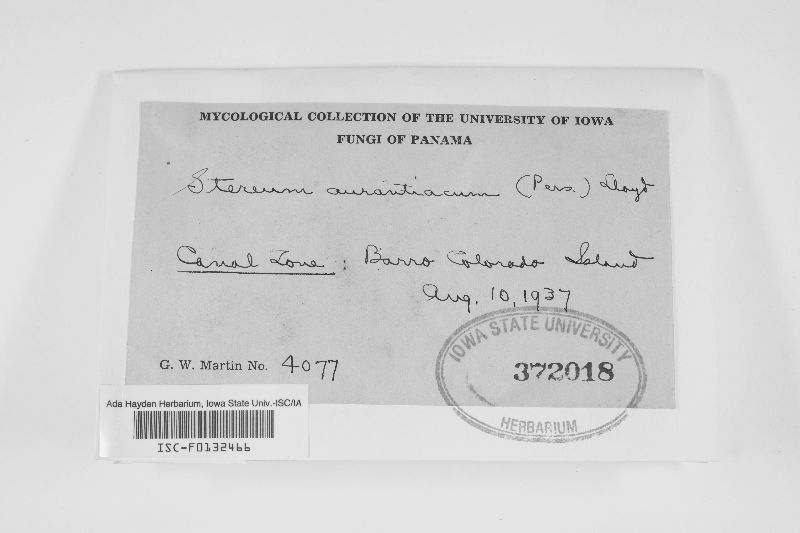 MYCOLOGICAL COLLECTION OF THE UNIVERSITY OF IOWA
FUNGI OF PANAMA
Stereum aurantiacum (Pers.) Lloyd
Canal Zone: Barro Colorado Island
Aug. 10, 1937
G. W. Martin No. 4077
IOWA STATE UNIVERSITY
372018
HERBARIUM
Ada Hayden Herbarium, Iowa State Univ.-ISC/IA
ISC-F0132466